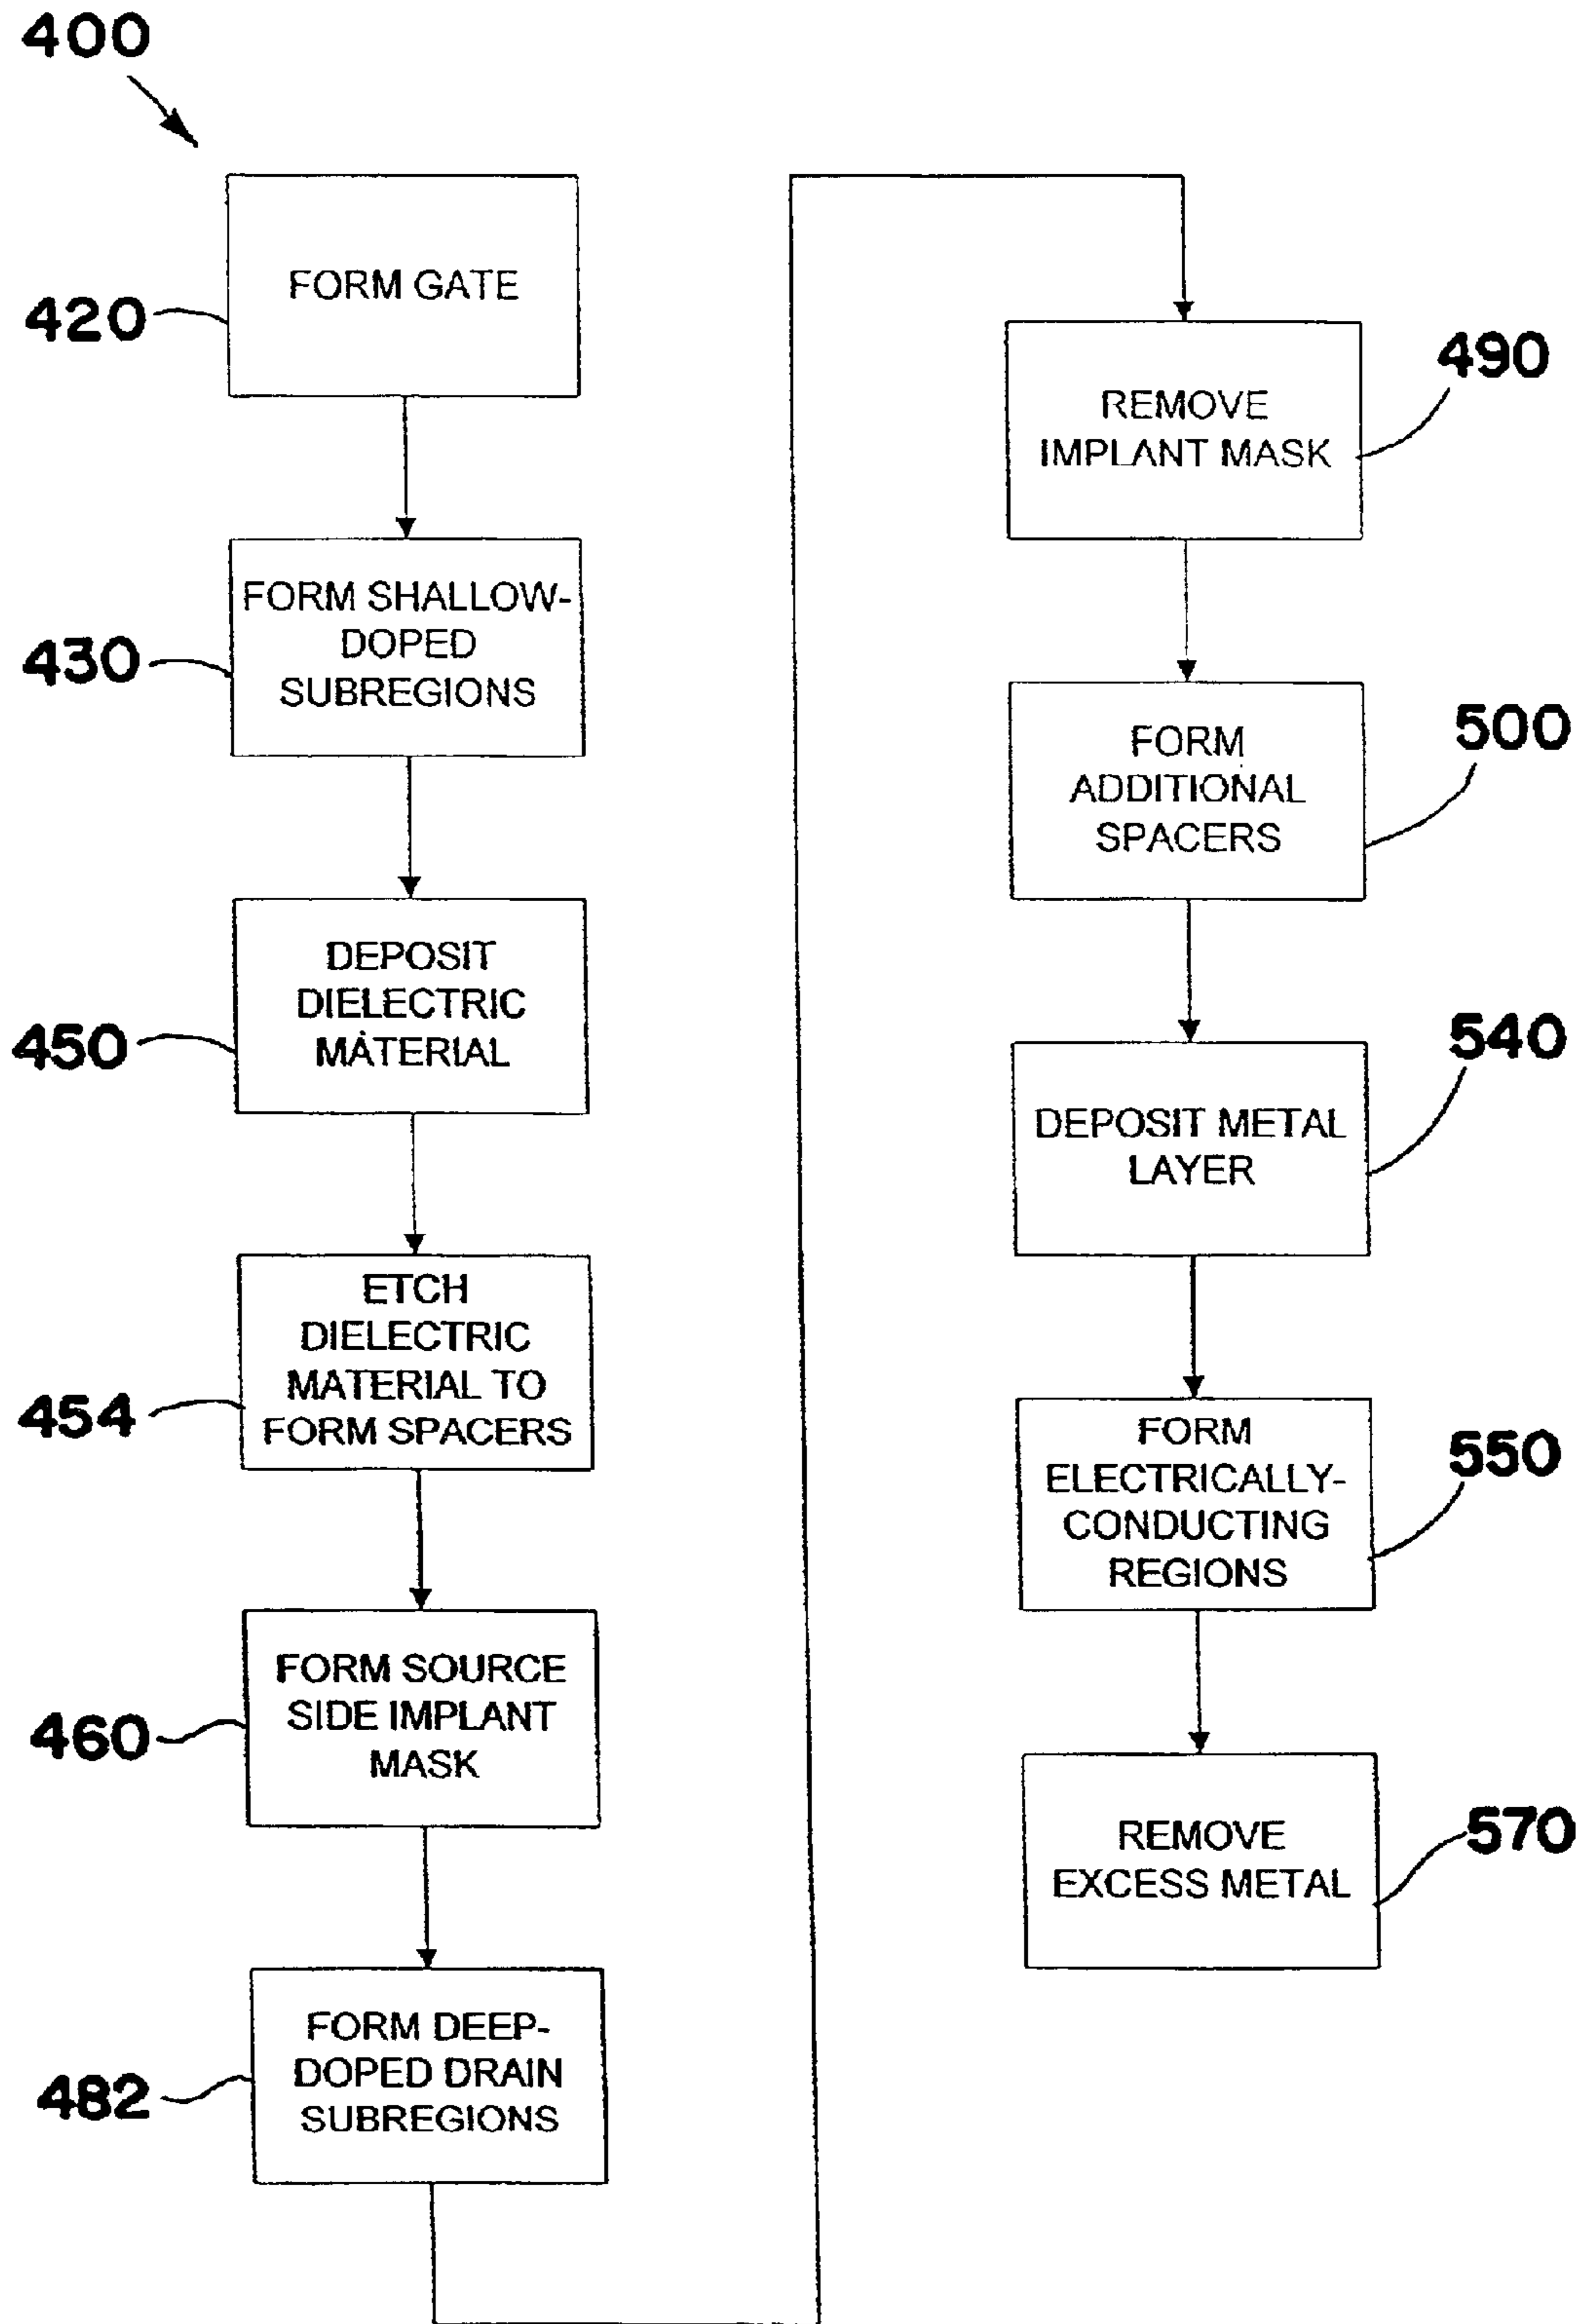 400
FORM GATE
420
FORM SHALLOW-
DOPED
SUBREGIONS
430
DEPOSIT
DIELECTRIC
MATERIAL
450
ETCH
DIELECTRIC
MATERIAL TO
FORM SPACERS
454
FORM SOURCE
SIDE IMPLANT
MASK
460
FORM DEEP-
DOPED DRAIN
SUBREGIONS
482
REMOVE
IMPLANT MASK
490
FORM
ADDITIONAL
SPACERS
500
DEPOSIT METAL
LAYER
540
FORM
ELECTRICALLY-
CONDUCTING
REGIONS
550
REMOVE
EXCESS METAL
570